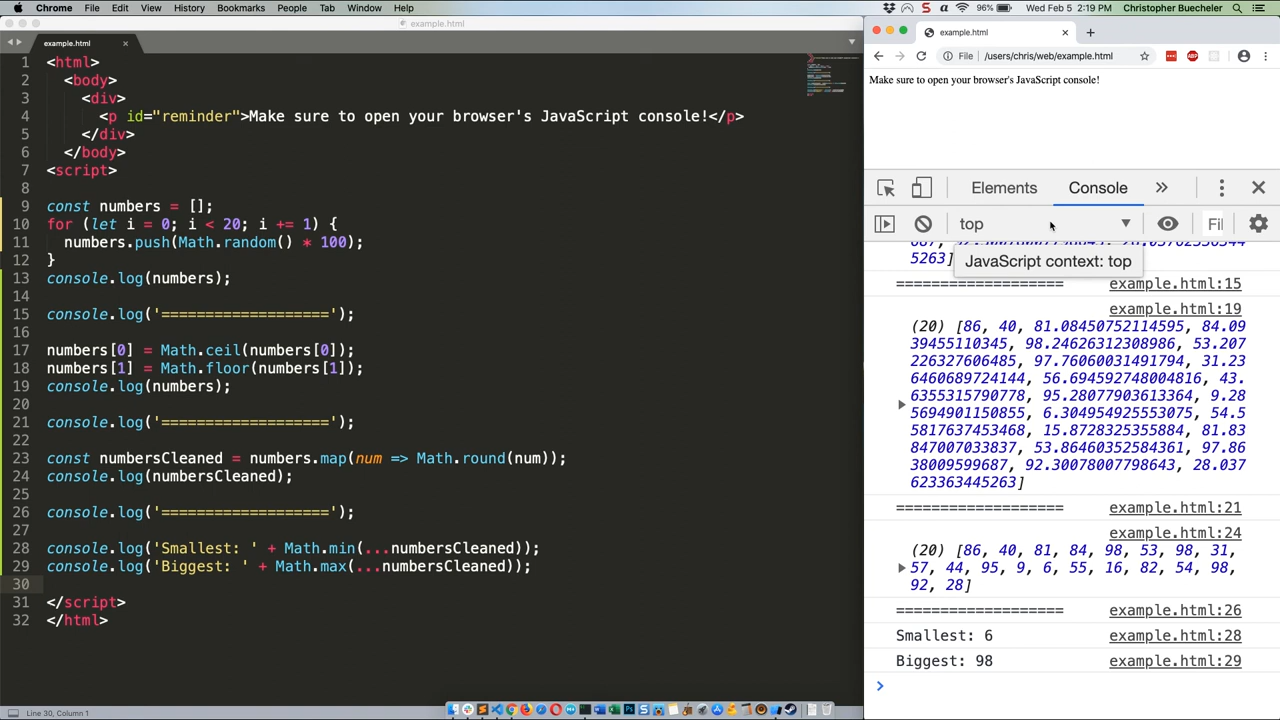 Chrome File Edit View History Bookmarks People Tab Window Help
96% Wed Feb 5 2:19 PM Christopher Buecheler
example.html
example.html
1 <html>
2 <body>
3 <div>
4 <p id="reminder">Make sure to open your browser's JavaScript console!</p>
5 </div>
6 </body>
7 <script>
8
9 const numbers = [];
10 for (let i = 0; i < 20; i += 1) {
11 numbers.push(Math.random() * 100);
12 }
13 console.log(numbers);
14
15 console.log('===================');
16
17 numbers[0] = Math.ceil(numbers[0]);
18 numbers[1] = Math.floor(numbers[1]);
19 console.log(numbers);
20
21 console.log('===================');
22
23 const numbersCleaned = numbers.map(num => Math.round(num));
24 console.log(numbersCleaned);
25
26 console.log('===================');
27
28 console.log('Smallest: ' + Math.min(...numbersCleaned));
29 console.log('Biggest: ' + Math.max(...numbersCleaned));
30
31 </script>
32 </html>
Line 30, Column 1
example.html
File /users/chris/web/example.html
Make sure to open your browser's JavaScript console!
Elements Console
top Fil
5263]
JavaScript context: top
=================== example.html:15
example.html:19
(20) [86, 40, 81.08450752114595, 84.09
39455110345, 98.24626312308986, 53.207
226327606485, 97.76060031491794, 31.23
6460689724144, 56.694592748004816, 43.
6355315790778, 95.28077903613364, 9.28
5694901150855, 6.304954925553075, 54.5
5817637453468, 15.8728325355884, 81.83
847007033837, 53.86460352584361, 97.86
38009599687, 92.30078007798643, 28.037
623363445263]
=================== example.html:21
example.html:24
(20) [86, 40, 81, 84, 98, 53, 98, 31,
57, 44, 95, 9, 6, 55, 16, 82, 54, 98,
92, 28]
=================== example.html:26
Smallest: 6 example.html:28
Biggest: 98 example.html:29